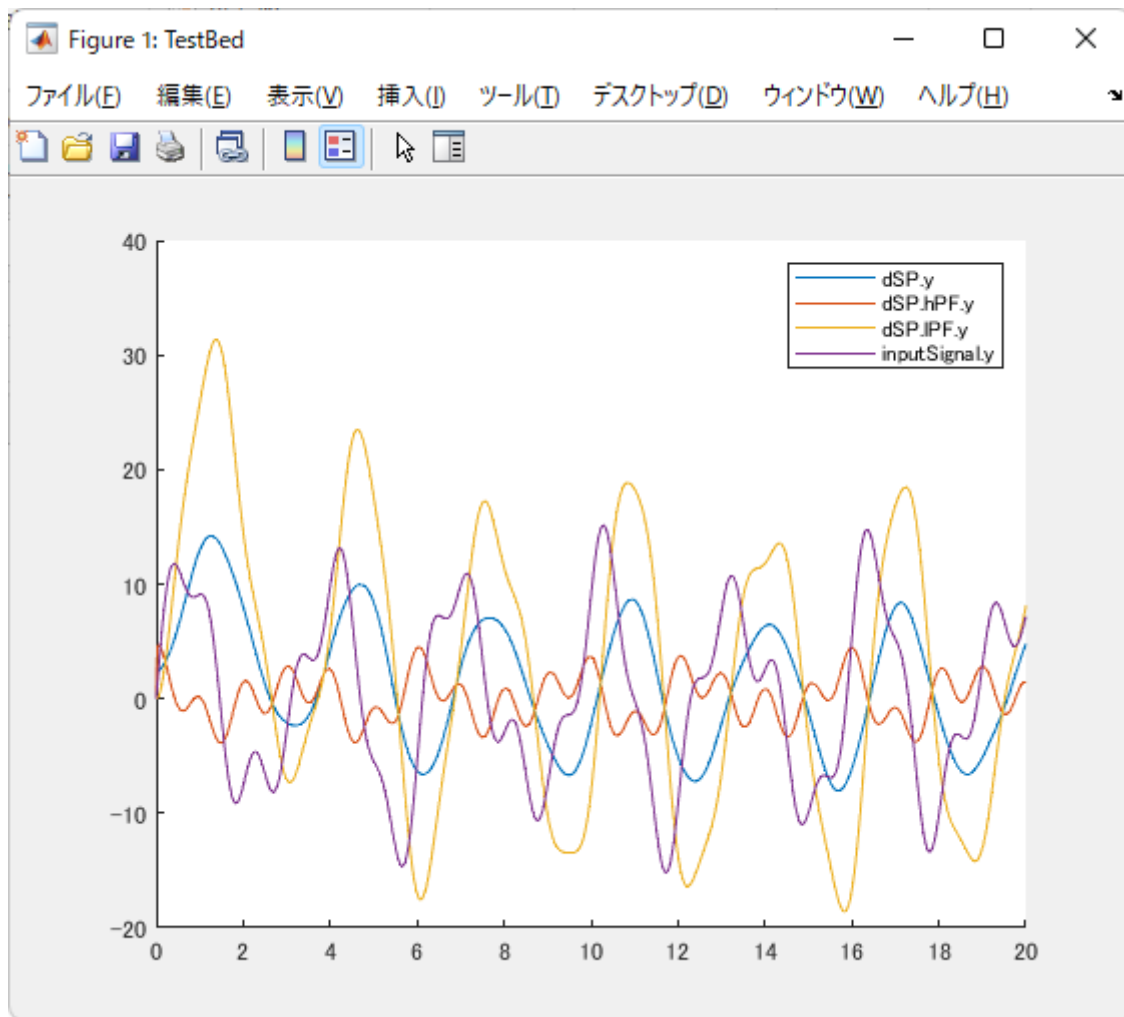 Figure 1: TestBed
ファイル(F) 編集(E) 表示(V) 挿入(I) ツール(T) デスクトップ(D) ウィンドウ(W) ヘルプ(H)
40
30
20
10
0
-10
-20
dSP.y
dSP.hPF.y
dSP.lPF.y
inputSignal.y
0 2 4 6 8 10 12 14 16 18 20